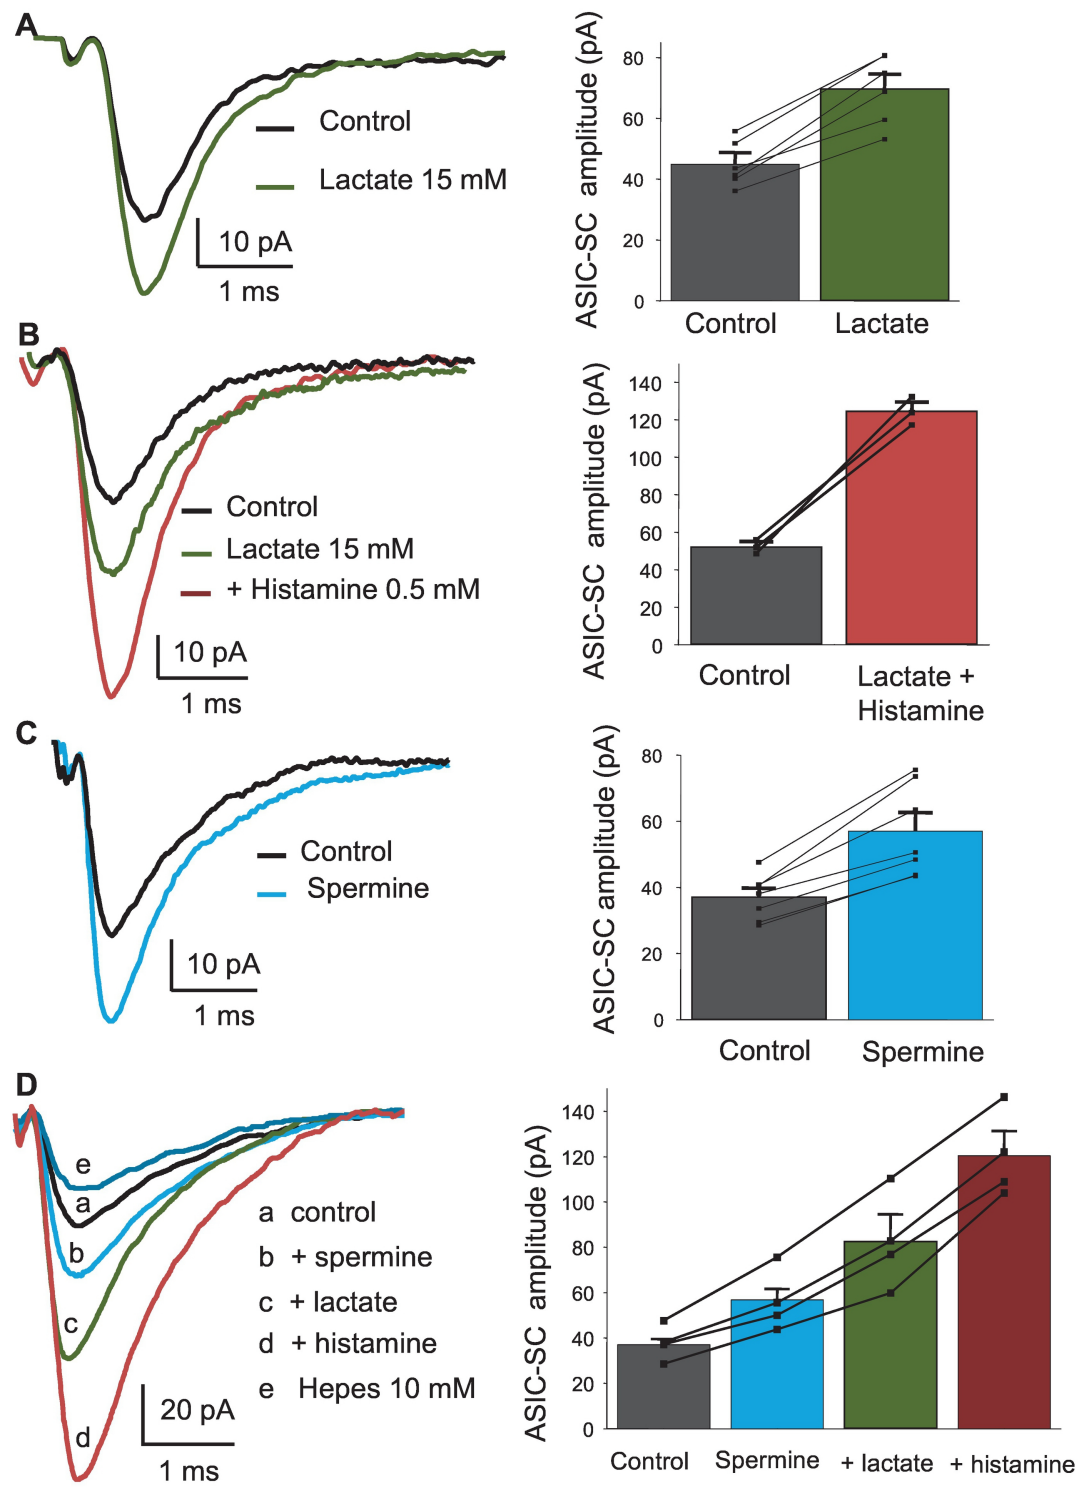 A
Control
Lactate 15 mM
10 pA
1 ms
ASIC-SC amplitude (pA)
80
60
40
20
0
Control
Lactate
B
Control
Lactate 15 mM
+ Histamine 0.5 mM
10 pA
1 ms
ASIC-SC amplitude (pA)
140
120
100
80
60
40
20
0
Control
Lactate +
Histamine
C
Control
Spermine
10 pA
1 ms
ASIC-SC amplitude (pA)
80
60
40
20
0
Control
Spermine
D
e
a
b
c
d
a control
b + spermine
c + lactate
d + histamine
e Hepes 10 mM
20 pA
1 ms
ASIC-SC amplitude (pA)
140
120
100
80
60
40
20
0
Control
Spermine
+ lactate
+ histamine